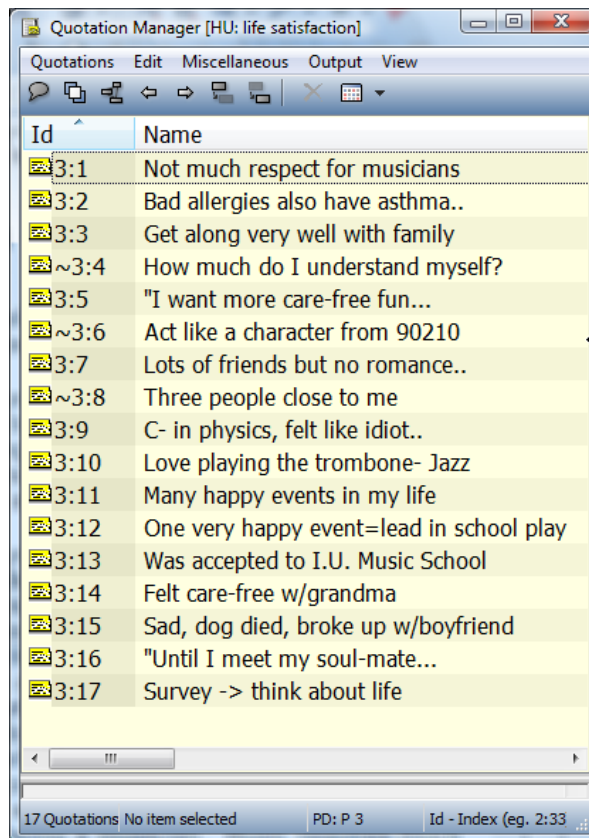 Quotation Manager [HU: life satisfaction]
Quotations Edit Miscellaneous Output View
Id Name
3:1 Not much respect for musicians
3:2 Bad allergies also have asthma..
3:3 Get along very well with family
~3:4 How much do I understand myself?
3:5 "I want more care-free fun...
~3:6 Act like a character from 90210
3:7 Lots of friends but no romance..
~3:8 Three people close to me
3:9 C- in physics, felt like idiot..
3:10 Love playing the trombone- Jazz
3:11 Many happy events in my life
3:12 One very happy event=lead in school play
3:13 Was accepted to I.U. Music School
3:14 Felt care-free w/grandma
3:15 Sad, dog died, broke up w/boyfriend
3:16 "Until I meet my soul-mate...
3:17 Survey -> think about life
17 Quotations No item selected PD: P 3 Id - Index (eg. 2:33